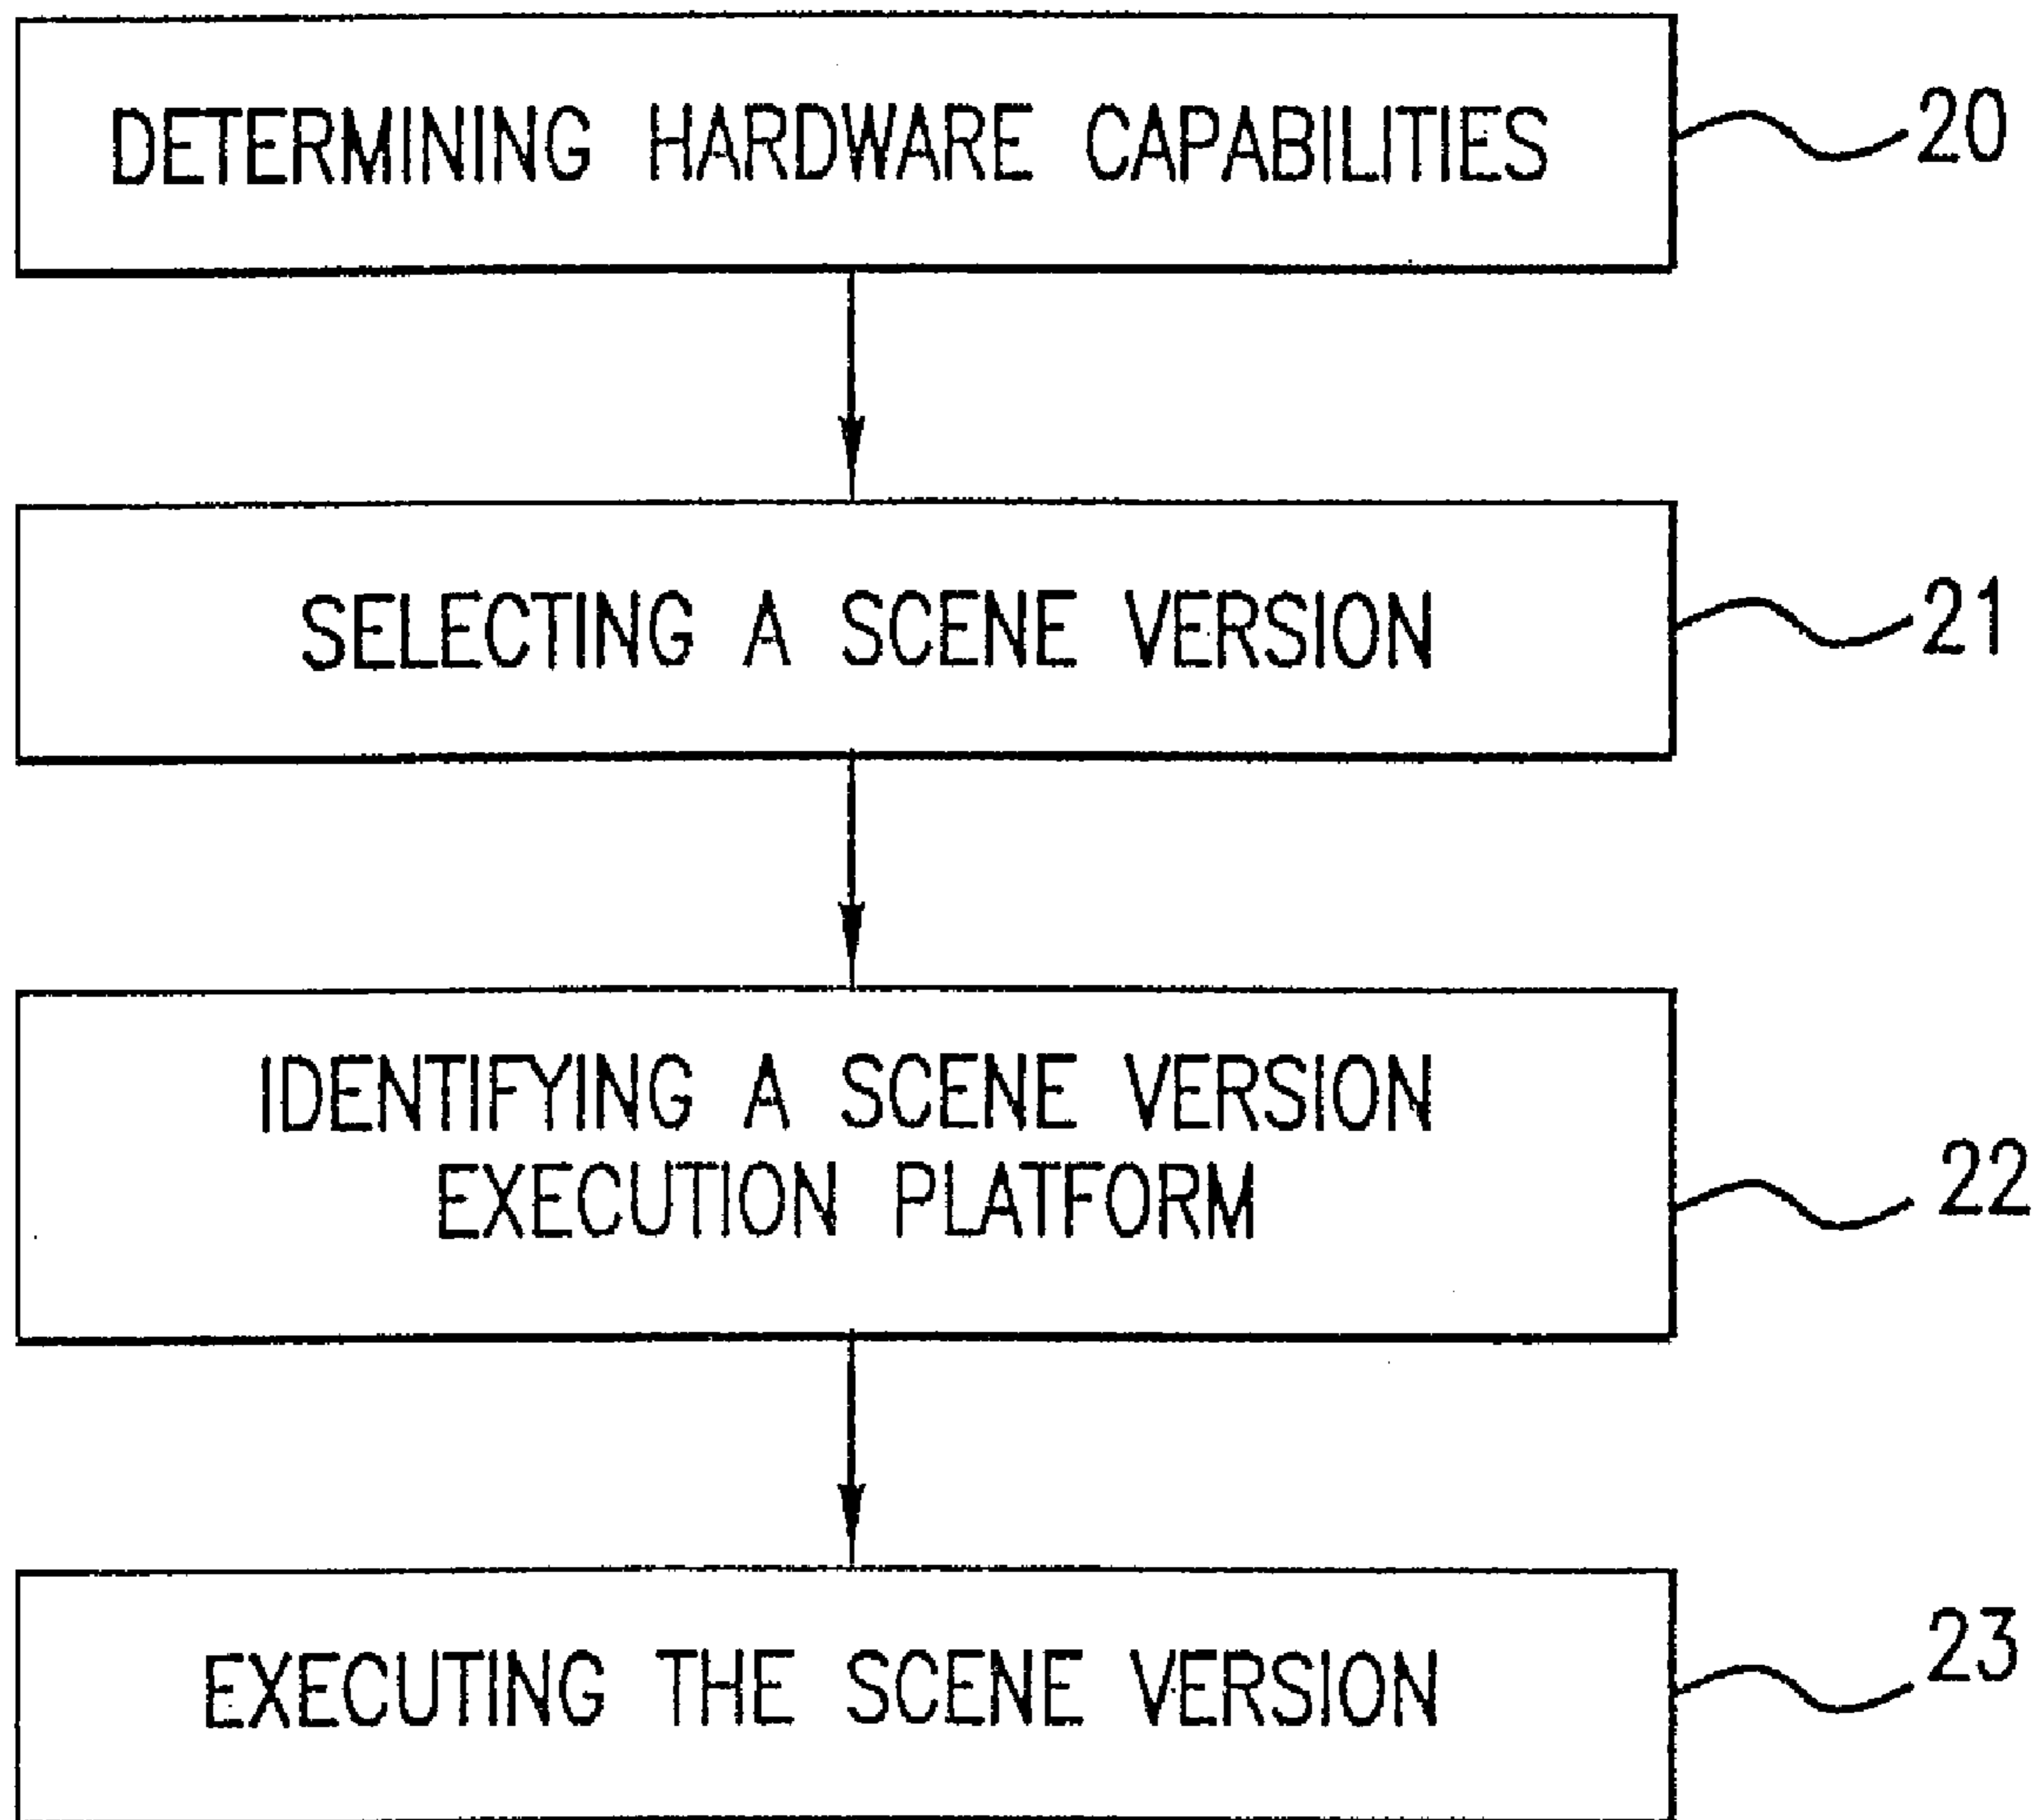 DETERMINING HARDWARE CAPABILITIES
20
SELECTING A SCENE VERSION
21
IDENTIFYING A SCENE VERSION
EXECUTION PLATFORM
22
EXECUTING THE SCENE VERSION
23